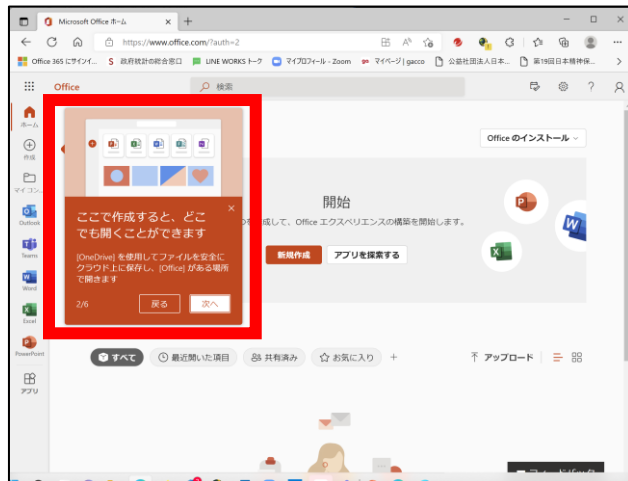 Microsoft Office ホーム
https://www.office.com/?auth=2
Office 365 にサインイ...
政府統計の総合窓口
LINE WORKS トーク
マイプロフィール - Zoom
マイページ | gacco
公益社団法人日本...
第19回日本精神保...
Office
検索
ホーム
作成
マイ コン...
Outlook
Teams
Word
Excel
PowerPoint
アプリ
Office のインストール
ここで作成すると、どこ
でも開くことができます
[OneDrive] を使用してファイルを安全に
クラウド上に保存し、[Office] がある場所
で開きます
2/6
戻る
次へ
開始
成して、Office エクスペリエンスの構築を開始します。
新規作成
アプリを探索する
すべて
最近開いた項目
共有済み
お気に入り
アップロード